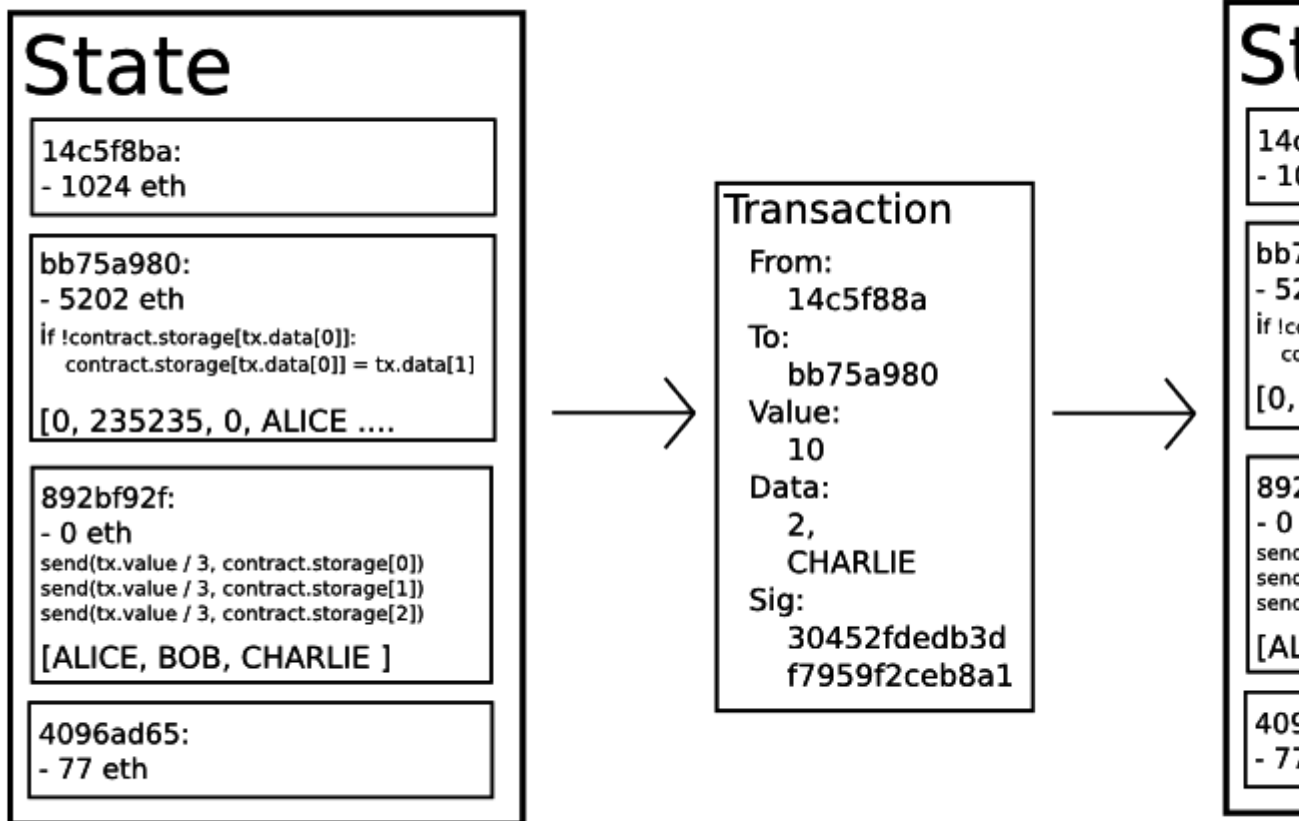 State
14c5f8ba:
- 1024 eth
bb75a980:
- 5202 eth
if !contract.storage[tx.data[0]]:
contract.storage[tx.data[0]] = tx.data[1]
[0, 235235, 0, ALICE ....
892bf92f:
- 0 eth
send(tx.value / 3, contract.storage[0])
send(tx.value / 3, contract.storage[1])
send(tx.value / 3, contract.storage[2])
[ALICE, BOB, CHARLIE ]
4096ad65:
- 77 eth
Transaction
From:
14c5f88a
To:
bb75a980
Value:
10
Data:
2,
CHARLIE
Sig:
30452fdedb3d
f7959f2ceb8a1
- 0
[0,